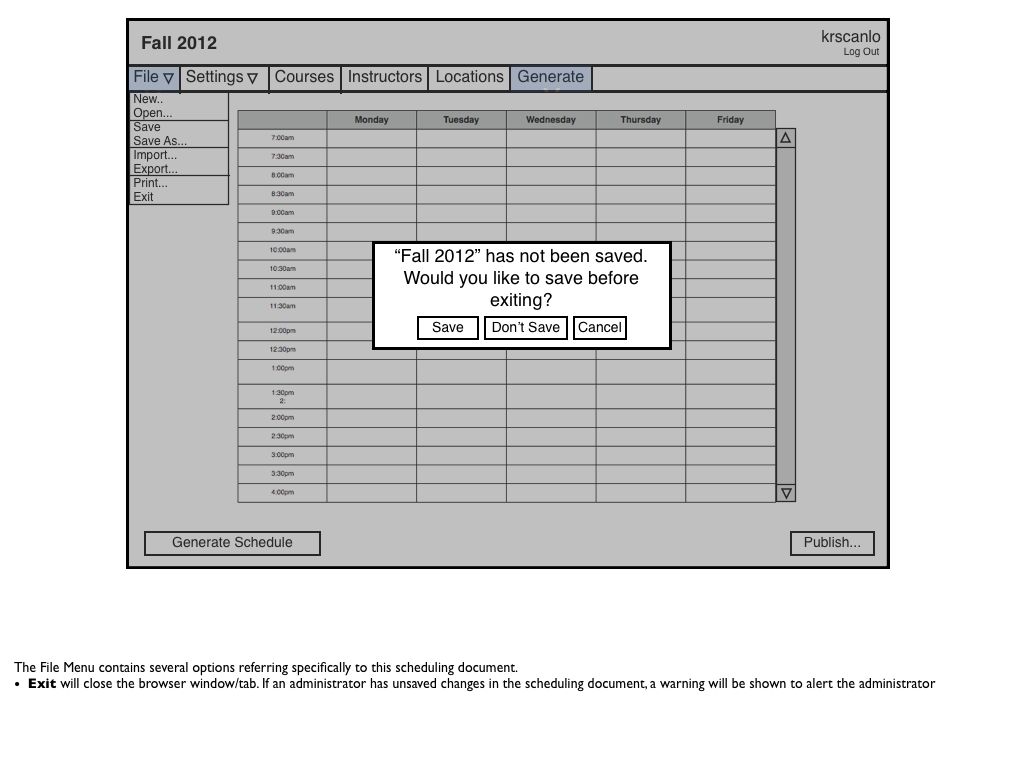 Fall 2012
krscanlo
Log Out
File ▽ Settings ▽ Courses Instructors Locations Generate
New..
Open...
Save
Save As...
Import...
Export...
Print...
Exit
Monday Tuesday Wednesday Thursday Friday
7:00am
7:30am
8:00am
8:30am
9:00am
9:30am
10:00am
10:30am
11:00am
11:30am
12:00pm
12:30pm
1:00pm
1:30pm
2:
2:00pm
2:30pm
3:00pm
3:30pm
4:00pm
“Fall 2012” has not been saved.
Would you like to save before
exiting?
Save Don’t Save Cancel
Generate Schedule Publish...
The File Menu contains several options referring specifically to this scheduling document.
• Exit will close the browser window/tab. If an administrator has unsaved changes in the scheduling document, a warning will be shown to alert the administrator